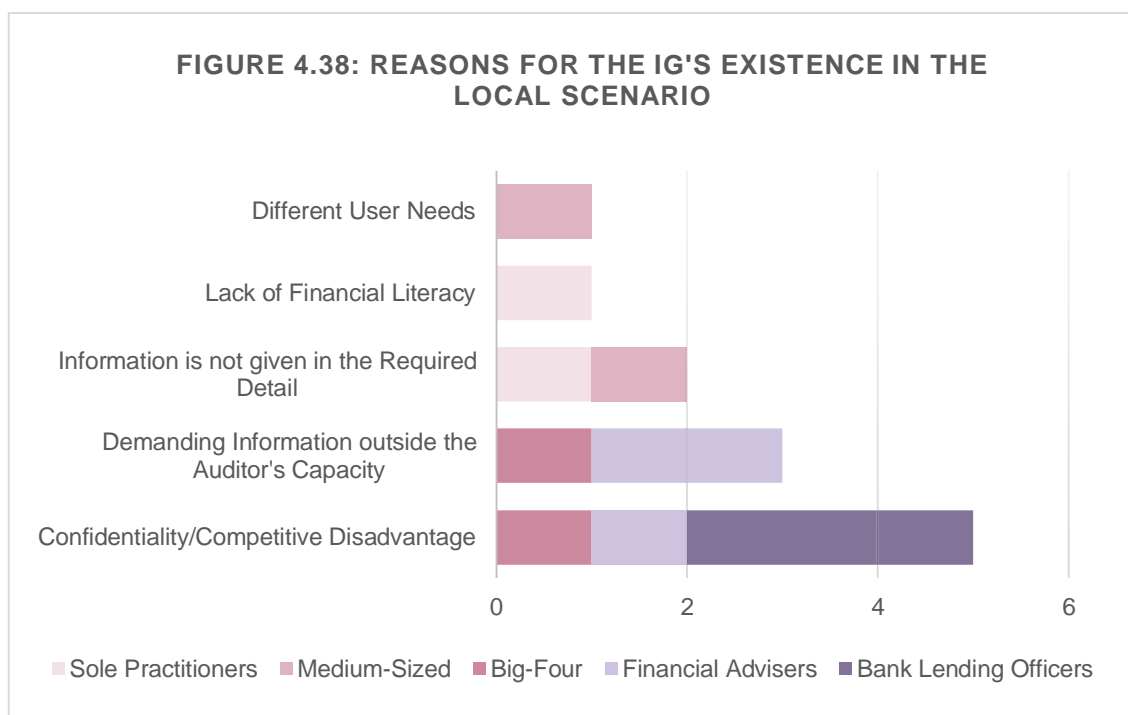 FIGURE 4.38: REASONS FOR THE IG'S EXISTENCE IN THE
LOCAL SCENARIO
Different User Needs
Lack of Financial Literacy
Information is not given in the Required
Detail
Demanding Information outside the
Auditor's Capacity
Confidentiality/Competitive Disadvantage
0 2 4 6
Sole Practitioners Medium-Sized Big-Four Financial Advisers Bank Lending Officers